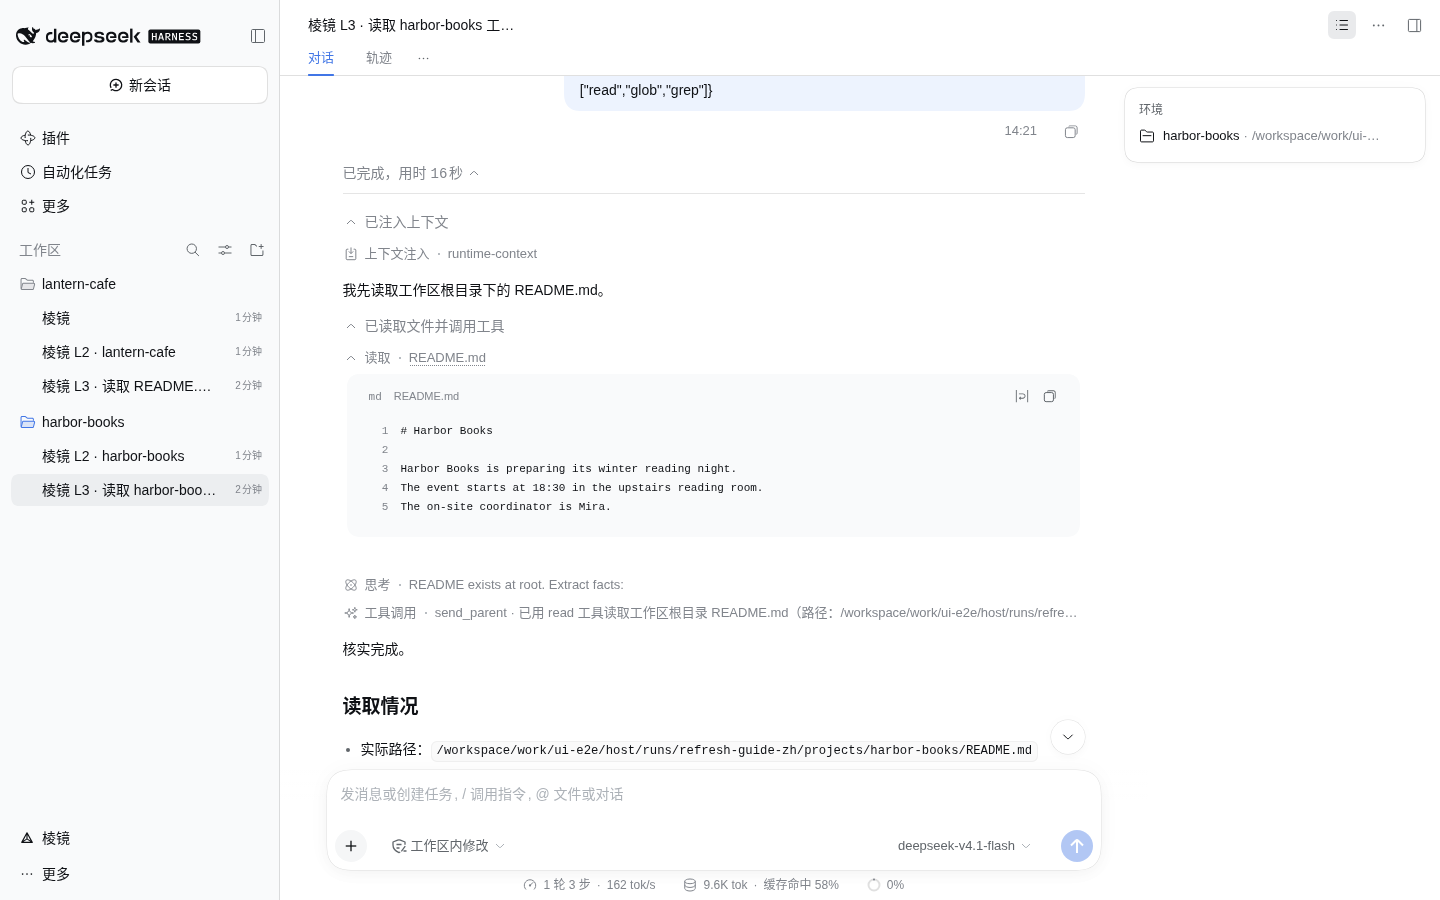 deepseek HARNESS
新会话
插件
自动化任务
更多
工作区
lantern-cafe
棱镜 1分钟
棱镜 L2 · lantern-cafe 1分钟
棱镜 L3 · 读取 README.… 2分钟
harbor-books
棱镜 L2 · harbor-books 1分钟
棱镜 L3 · 读取 harbor-boo… 2分钟
棱镜
更多
棱镜 L3 · 读取 harbor-books 工…
对话 轨迹
["read","glob","grep"]}
14:21
已完成，用时 16秒
已注入上下文
上下文注入 · runtime-context
我先读取工作区根目录下的 README.md。
已读取文件并调用工具
读取 · README.md
md README.md
1 # Harbor Books
2
3 Harbor Books is preparing its winter reading night.
4 The event starts at 18:30 in the upstairs reading room.
5 The on-site coordinator is Mira.
思考 · README exists at root. Extract facts:
工具调用 · send_parent · 已用 read 工具读取工作区根目录 README.md（路径：/workspace/work/ui-e2e/host/runs/refre…
核实完成。
读取情况
• 实际路径：/workspace/work/ui-e2e/host/runs/refresh-guide-zh/projects/harbor-books/README.md
发消息或创建任务, / 调用指令, @ 文件或对话
工作区内修改
deepseek-v4.1-flash
1 轮 3 步 · 162 tok/s 9.6K tok · 缓存命中 58% 0%
环境
harbor-books · /workspace/work/ui-…